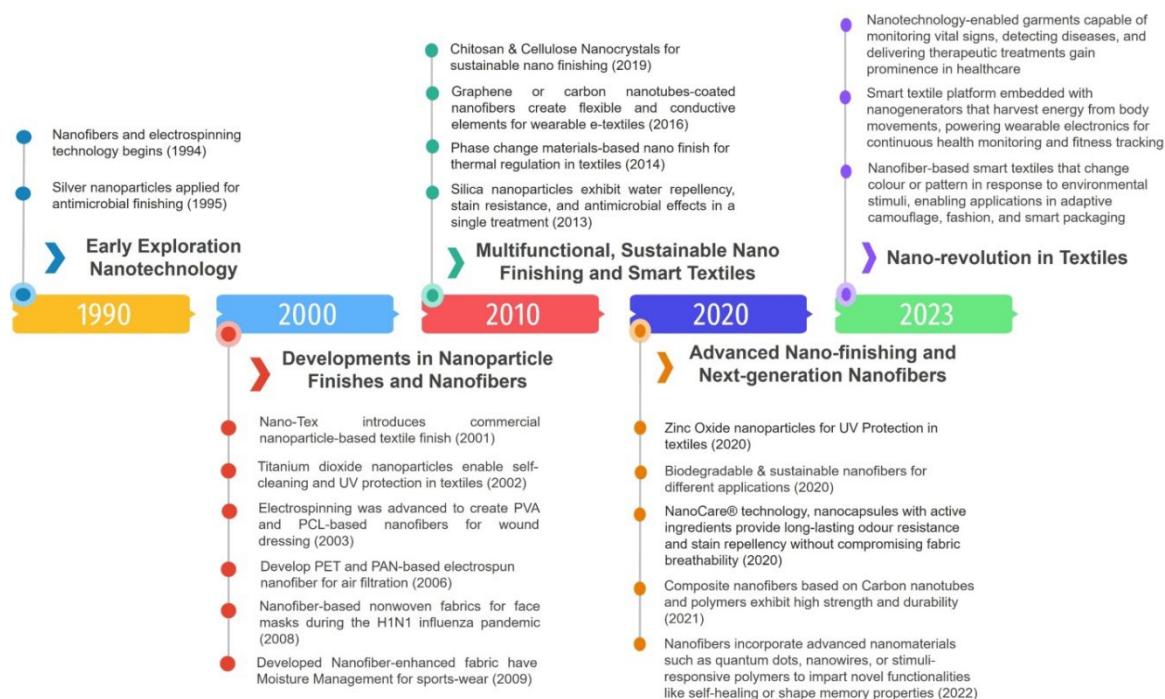 Nanofibers and electrospinning
technology begins (1994)
Silver nanoparticles applied for
antimicrobial finishing (1995)
Early Exploration
Nanotechnology
1990
2000
Developments in Nanoparticle
Finishes and Nanofibers
Nano-Tex introduces commercial
nanoparticle-based textile finish (2001)
Titanium dioxide nanoparticles enable self-
cleaning and UV protection in textiles (2002)
Electrospinning was advanced to create PVA
and PCL-based nanofibers for wound
dressing (2003)
Develop PET and PAN-based electrospun
nanofiber for air filtration (2006)
Nanofiber-based nonwoven fabrics for face
masks during the H1N1 influenza pandemic
(2008)
Developed Nanofiber-enhanced fabric have
Moisture Management for sports-wear (2009)
Chitosan & Cellulose Nanocrystals for
sustainable nano finishing (2019)
Graphene or carbon nanotubes-coated
nanofibers create flexible and conductive
elements for wearable e-textiles (2016)
Phase change materials-based nano finish for
thermal regulation in textiles (2014)
Silica nanoparticles exhibit water repellency,
stain resistance, and antimicrobial effects in a
single treatment (2013)
Multifunctional, Sustainable Nano
Finishing and Smart Textiles
2010
2020
Advanced Nano-finishing and
Next-generation Nanofibers
Zinc Oxide nanoparticles for UV Protection in
textiles (2020)
Biodegradable & sustainable nanofibers for
different applications (2020)
NanoCare® technology, nanocapsules with active
ingredients provide long-lasting odour resistance
and stain repellency without compromising fabric
breathability (2020)
Composite nanofibers based on Carbon nanotubes
and polymers exhibit high strength and durability
(2021)
Nanofibers incorporate advanced nanomaterials
such as quantum dots, nanowires, or stimuli-
responsive polymers to impart novel functionalities
like self-healing or shape memory properties (2022)
Nanotechnology-enabled garments capable of
monitoring vital signs, detecting diseases, and
delivering therapeutic treatments gain
prominence in healthcare
Smart textile platform embedded with
nanogenerators that harvest energy from body
movements, powering wearable electronics for
continuous health monitoring and fitness tracking
Nanofiber-based smart textiles that change
colour or pattern in response to environmental
stimuli, enabling applications in adaptive
camouflage, fashion, and smart packaging
Nano-revolution in Textiles
2023